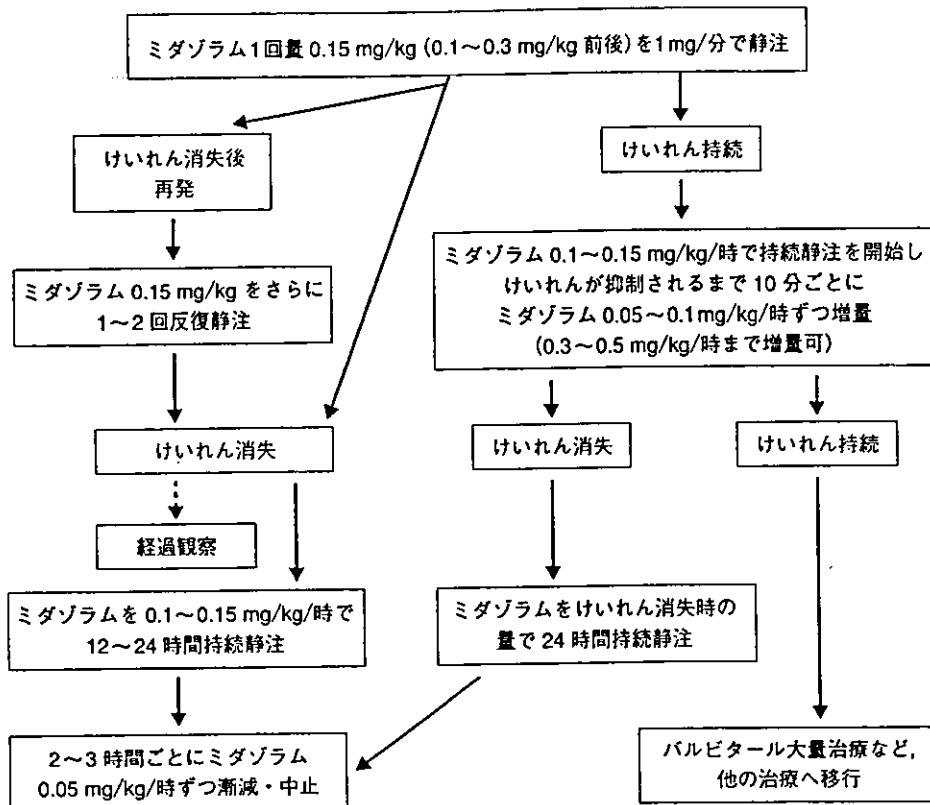 ミダゾラム1回量 0.15 mg/kg (0.1～0.3 mg/kg 前後)を1mg/分で静注
けいれん消失後
再発
けいれん持続
ミダゾラム 0.15 mg/kg をさらに
1～2 回反復静注
ミダゾラム 0.1～0.15 mg/kg/時で持続静注を開始し
けいれんが抑制されるまで 10 分ごとに
ミダゾラム 0.05～0.1mg/kg/時ずつ増量
(0.3～0.5 mg/kg/時まで増量可)
けいれん消失
けいれん消失
けいれん持続
経過観察
ミダゾラムを 0.1～0.15 mg/kg/時で
12～24 時間持続静注
ミダゾラムをけいれん消失時の
量で 24 時間持続静注
2～3 時間ごとにミダゾラム
0.05 mg/kg/時ずつ漸減・中止
バルビタール大量治療など,
他の治療へ移行